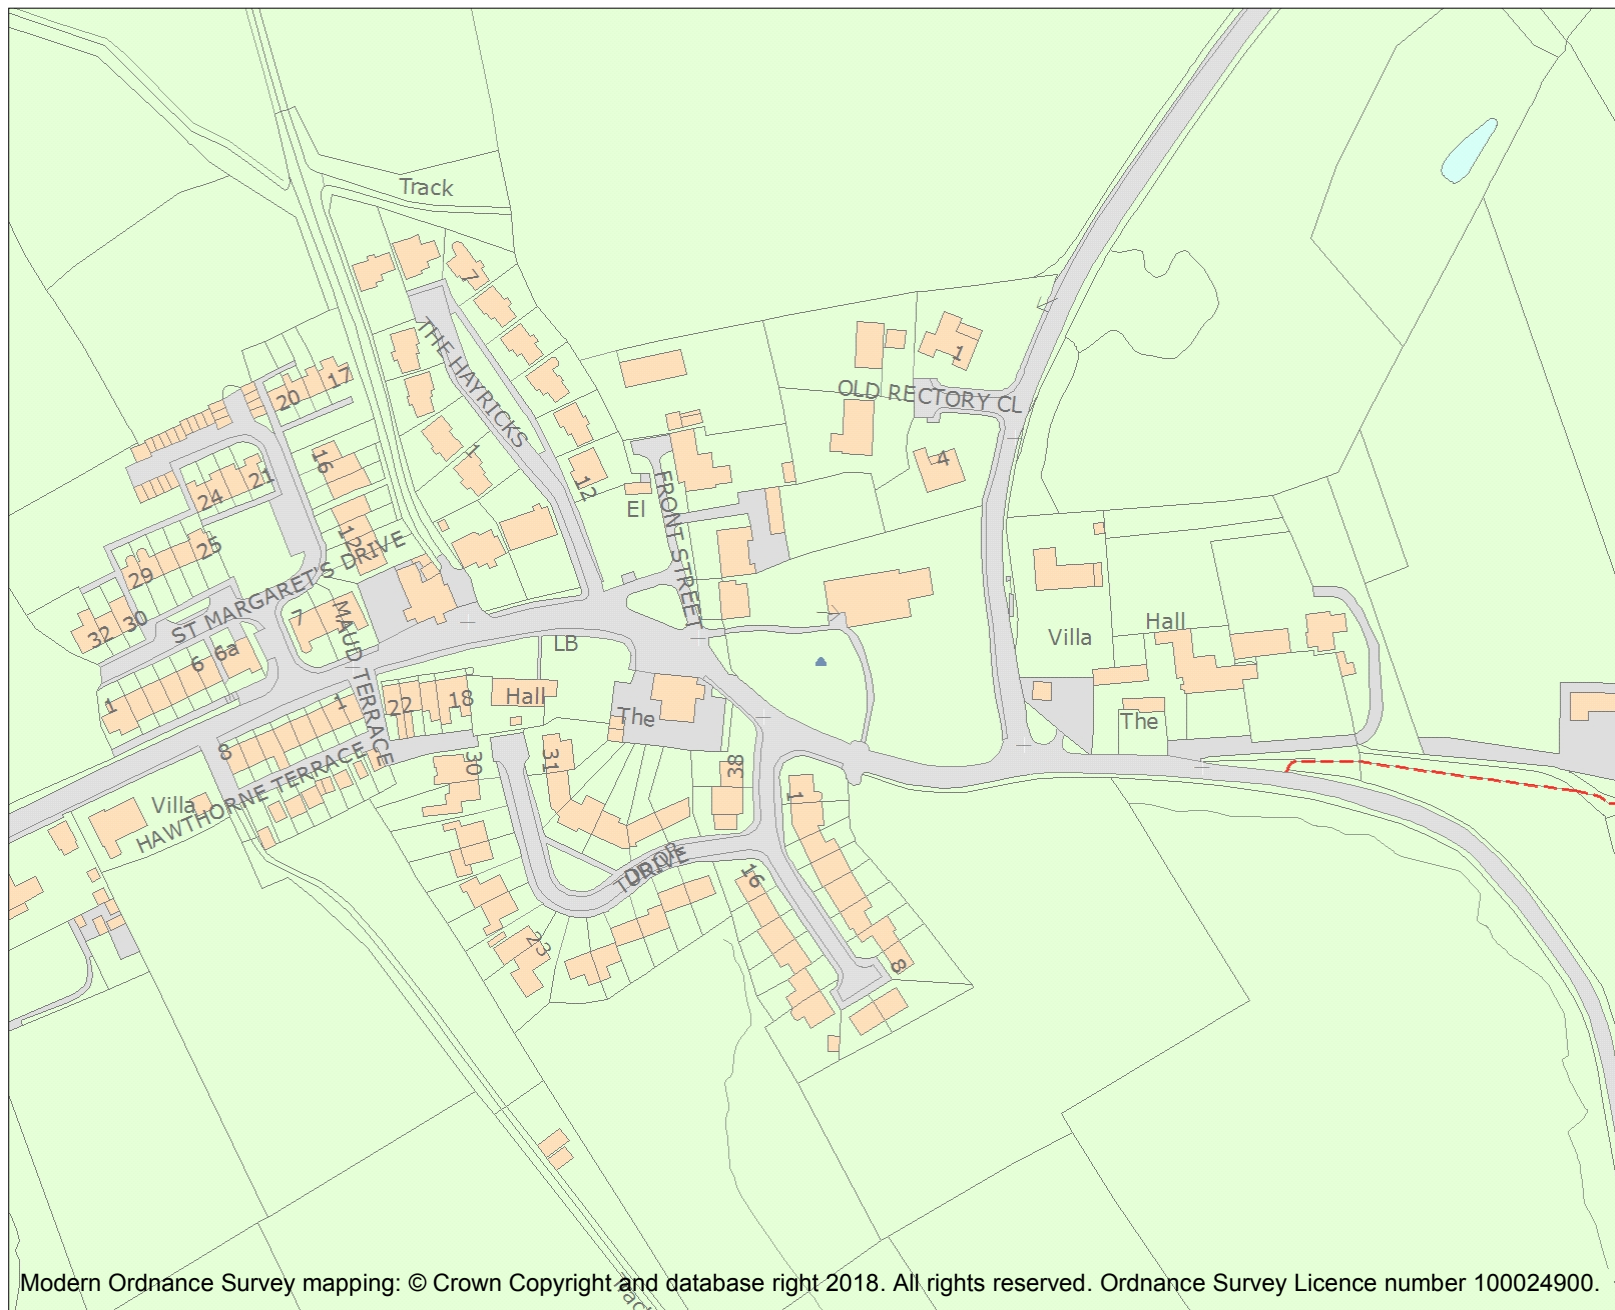 Track
7
THE HAYRICKS
1
OLD RECTORY CL
17
20
1
16
21
24
12
El
FRONT STREET
4
12
25
29
ST MARGARET'S DRIVE
32
30
7
MAUD TERRACE
6
6a
LB
Villa
Hall
1
1
22
18
Hall
The
The
8
HAWTHORNE TERRACE
30
31
38
1
Villa
DRIVE
16
23
8
Modern Ordnance Survey mapping: © Crown Copyright and database right 2018. All rights reserved. Ordnance Survey Licence number 100024900.